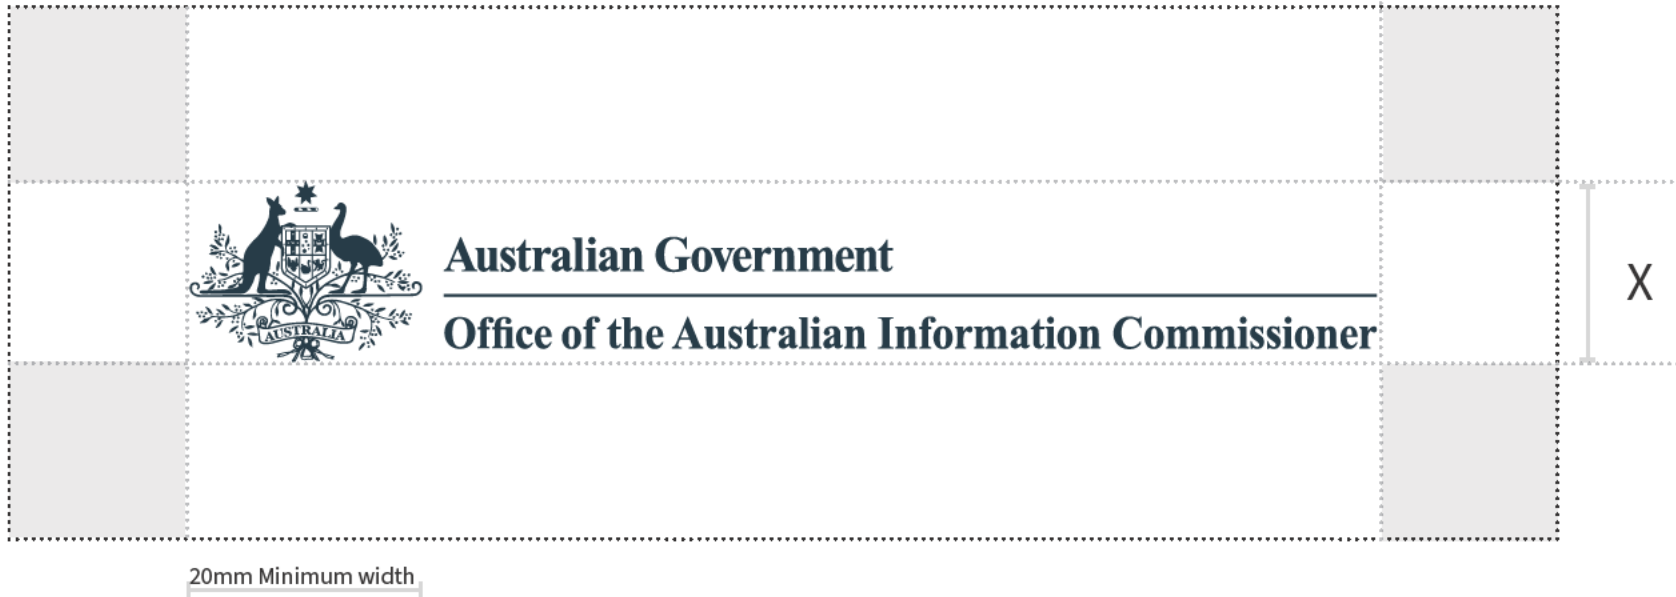 Australian Government
AUSTRALIA
Office of the Australian Information Commissioner
X
20mm Minimum width